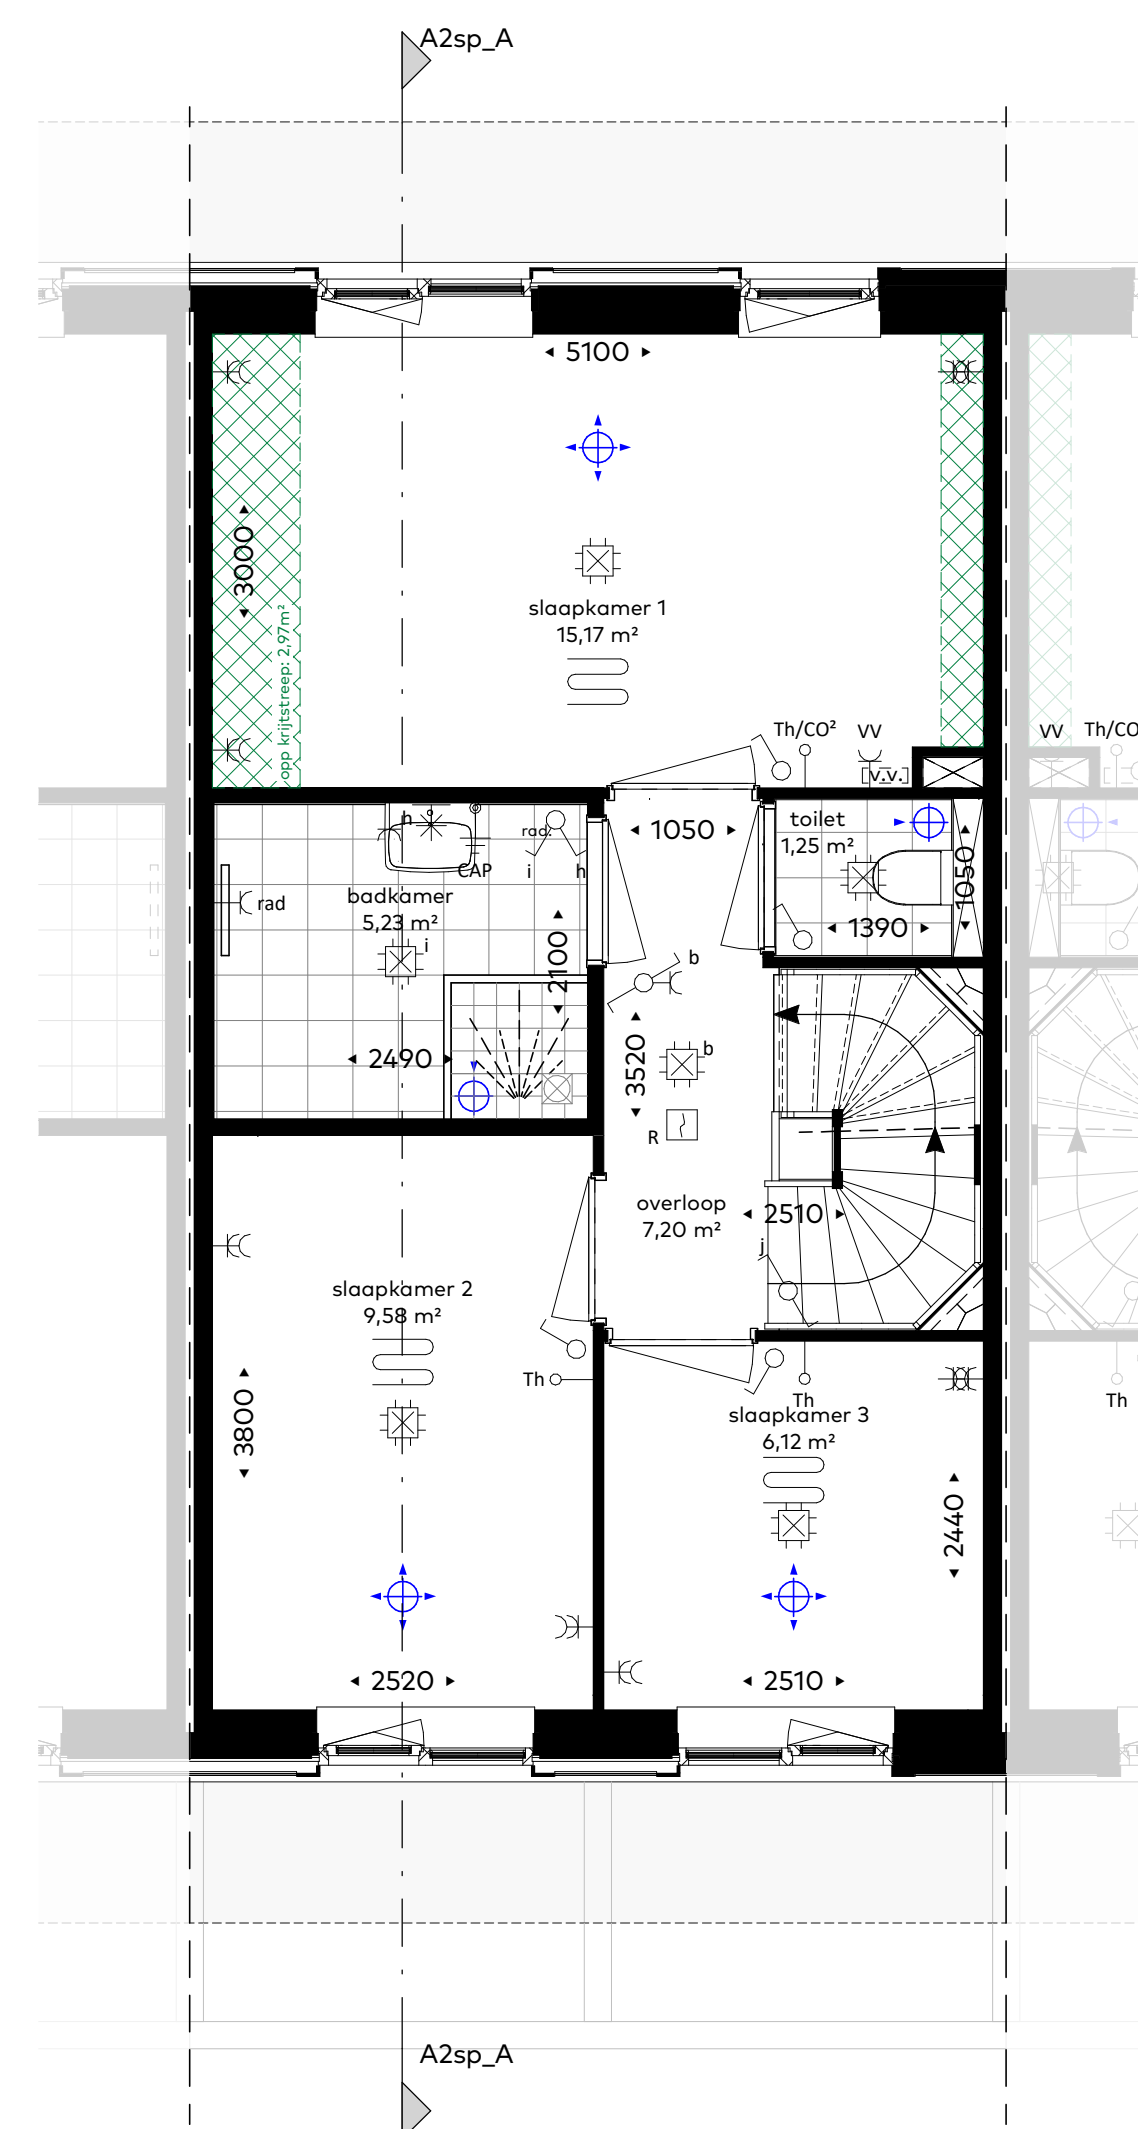 A2sp_A
5100
3000
opp krijtstreep: 2,97m²
slaapkamer 1
15,17 m²
Th/CO²
VV
v.v.
VV
Th/CO
1050
toilet
1,25 m²
1050
1390
h
CAP
rad.
i
h
rad
badkamer
5,23 m²
i
2100
2490
b
3520
b
R
overloop
7,20 m²
2510
j
slaapkamer 2
9,58 m²
Th
3800
2520
Th
slaapkamer 3
6,12 m²
2440
2510
Th
A2sp_A